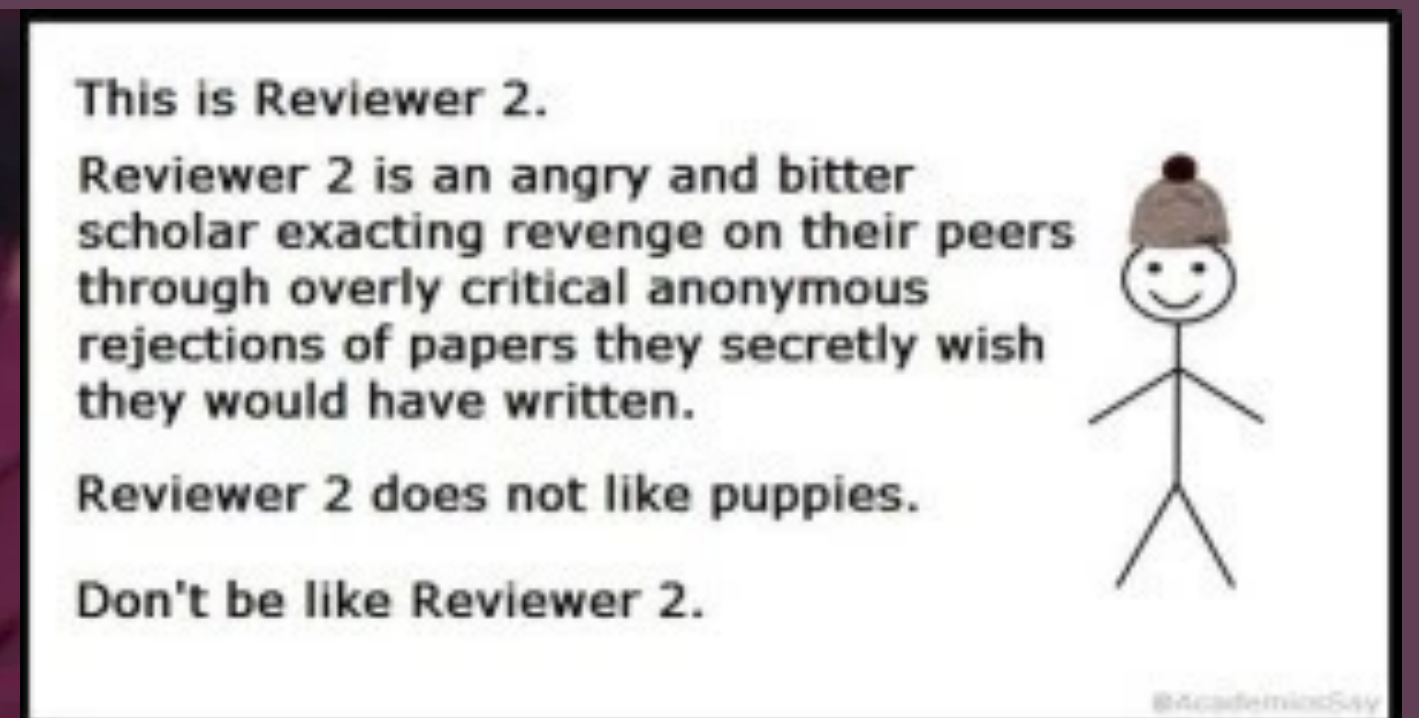 This is Reviewer 2.
Reviewer 2 is an angry and bitter
scholar exacting revenge on their peers
through overly critical anonymous
rejections of papers they secretly wish
they would have written.
Reviewer 2 does not like puppies.
Don't be like Reviewer 2.
@AcademicsSay